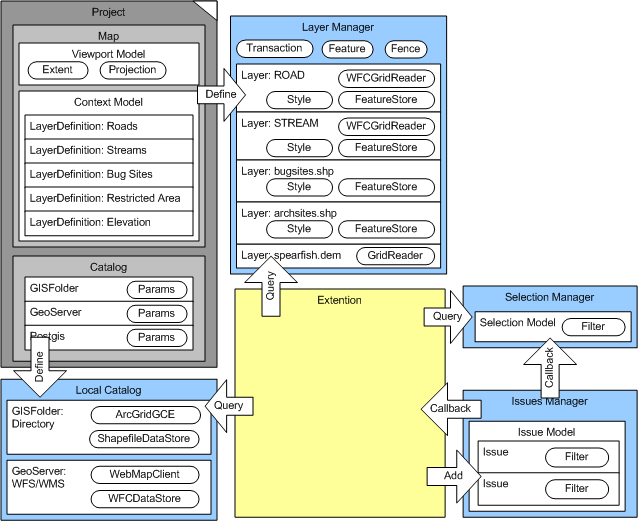 Project
Map
Viewport Model
Extent
Projection
Context Model
LayerDefinition: Roads
LayerDefinition: Streams
LayerDefinition: Bug Sites
LayerDefinition: Restricted Area
LayerDefinition: Elevation
Catalog
GISFolder
Params
GeoServer
Params
Postgis
Params
Define
Define
Layer Manager
Transaction
Feature
Fence
Layer: ROAD
WFCGridReader
Style
FeatureStore
Layer: STREAM
WFCGridReader
Style
FeatureStore
Layer: bugsites.shp
Style
FeatureStore
Layer: archsites.shp
Style
FeatureStore
Layer: spearfish.dem
GridReader
Query
Extention
Query
Selection Manager
Selection Model
Filter
Callback
Local Catalog
GISFolder:
Directory
ArcGridGCE
ShapefileDataStore
GeoServer:
WFS/WMS
WebMapClient
WFCDataStore
Query
Callback
Add
Issues Manager
Issue Model
Issue
Filter
Issue
Filter